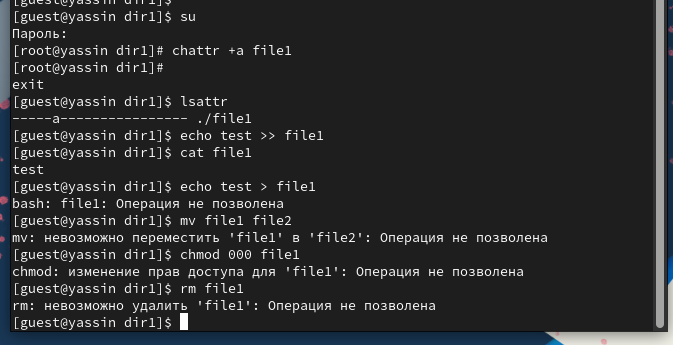 [guest@yassin dir1]$
[guest@yassin dir1]$ su
Пароль:
[root@yassin dir1]# chattr +a file1
[root@yassin dir1]#
exit
[guest@yassin dir1]$ lsattr
-----a---------------- ./file1
[guest@yassin dir1]$ echo test >> file1
[guest@yassin dir1]$ cat file1
test
[guest@yassin dir1]$ echo test > file1
bash: file1: Операция не позволена
[guest@yassin dir1]$ mv file1 file2
mv: невозможно переместить 'file1' в 'file2': Операция не позволена
[guest@yassin dir1]$ chmod 000 file1
chmod: изменение прав доступа для 'file1': Операция не позволена
[guest@yassin dir1]$ rm file1
rm: невозможно удалить 'file1': Операция не позволена
[guest@yassin dir1]$